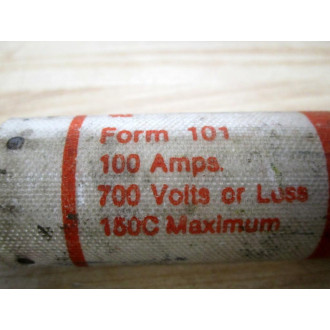 Form 101
100 Amps.
700 Volts or Less
150C Maximum